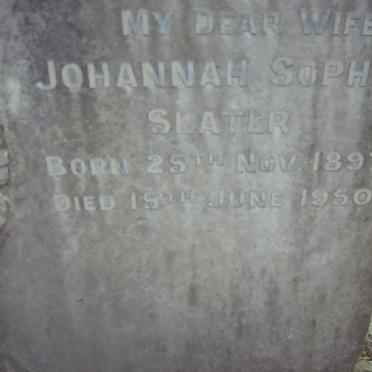 My Dear Wife
Johannah Soph
Slater
Born 25th Nov. 189
Died 15th June 1950